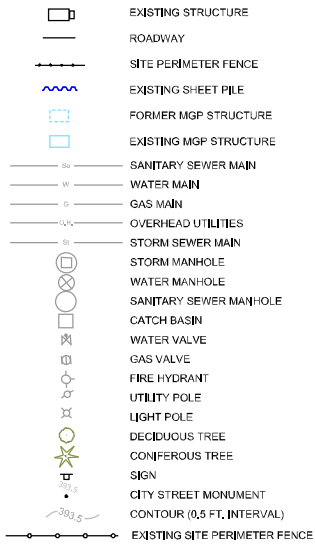 EXISTING STRUCTURE
ROADWAY
SITE PERIMETER FENCE
EXISTING SHEET PILE
FORMER MGP STRUCTURE
EXISTING MGP STRUCTURE
Sa SANITARY SEWER MAIN
W WATER MAIN
G GAS MAIN
O.H. OVERHEAD UTILITIES
St STORM SEWER MAIN
STORM MANHOLE
WATER MANHOLE
SANITARY SEWER MANHOLE
CATCH BASIN
WATER VALVE
GAS VALVE
FIRE HYDRANT
UTILITY POLE
LIGHT POLE
DECIDUOUS TREE
CONIFEROUS TREE
SIGN
393.5
CITY STREET MONUMENT
393.5 CONTOUR (0.5 FT. INTERVAL)
EXISTING SITE PERIMETER FENCE